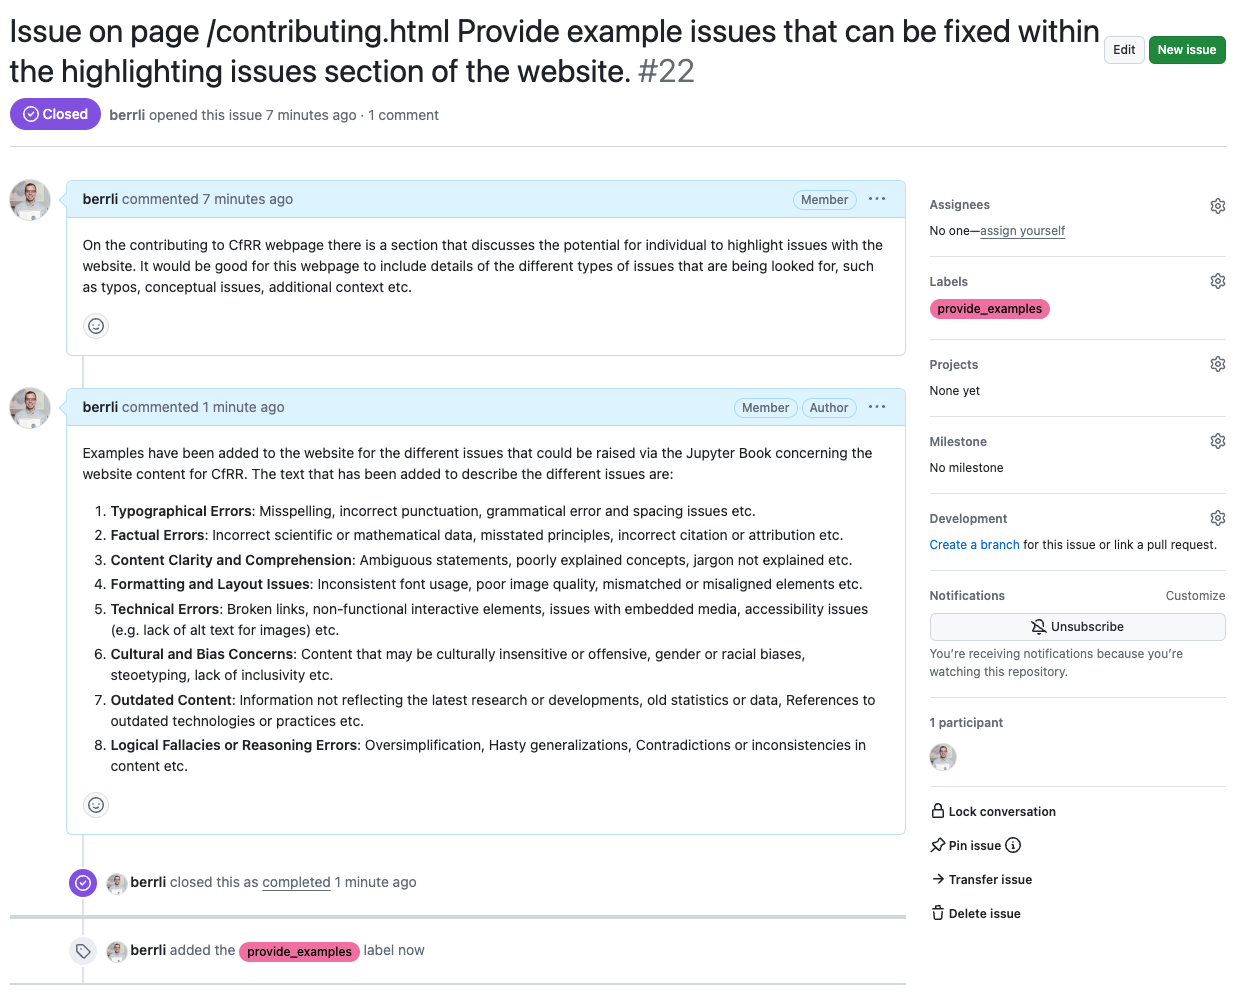 Issue on page /contributing.html Provide example issues that can be fixed within
the highlighting issues section of the website. #22
Edit
New issue
Closed
berrli opened this issue 7 minutes ago · 1 comment
berrli commented 7 minutes ago
Member
On the contributing to CfRR webpage there is a section that discusses the potential for individual to highlight issues with the
website. It would be good for this webpage to include details of the different types of issues that are being looked for, such
as typos, conceptual issues, additional context etc.
berrli commented 1 minute ago
Member
Author
Examples have been added to the website for the different issues that could be raised via the Jupyter Book concerning the
website content for CfRR. The text that has been added to describe the different issues are:
1. Typographical Errors: Misspelling, incorrect punctuation, grammatical error and spacing issues etc.
2. Factual Errors: Incorrect scientific or mathematical data, misstated principles, incorrect citation or attribution etc.
3. Content Clarity and Comprehension: Ambiguous statements, poorly explained concepts, jargon not explained etc.
4. Formatting and Layout Issues: Inconsistent font usage, poor image quality, mismatched or misaligned elements etc.
5. Technical Errors: Broken links, non-functional interactive elements, issues with embedded media, accessibility issues
(e.g. lack of alt text for images) etc.
6. Cultural and Bias Concerns: Content that may be culturally insensitive or offensive, gender or racial biases,
steoetyping, lack of inclusivity etc.
7. Outdated Content: Information not reflecting the latest research or developments, old statistics or data, References to
outdated technologies or practices etc.
8. Logical Fallacies or Reasoning Errors: Oversimplification, Hasty generalizations, Contradictions or inconsistencies in
content etc.
berrli closed this as completed 1 minute ago
berrli added the provide_examples label now
Assignees
No one—assign yourself
Labels
provide_examples
Projects
None yet
Milestone
No milestone
Development
Create a branch for this issue or link a pull request.
Notifications
Customize
Unsubscribe
You're receiving notifications because you're
watching this repository.
1 participant
Lock conversation
Pin issue
Transfer issue
Delete issue